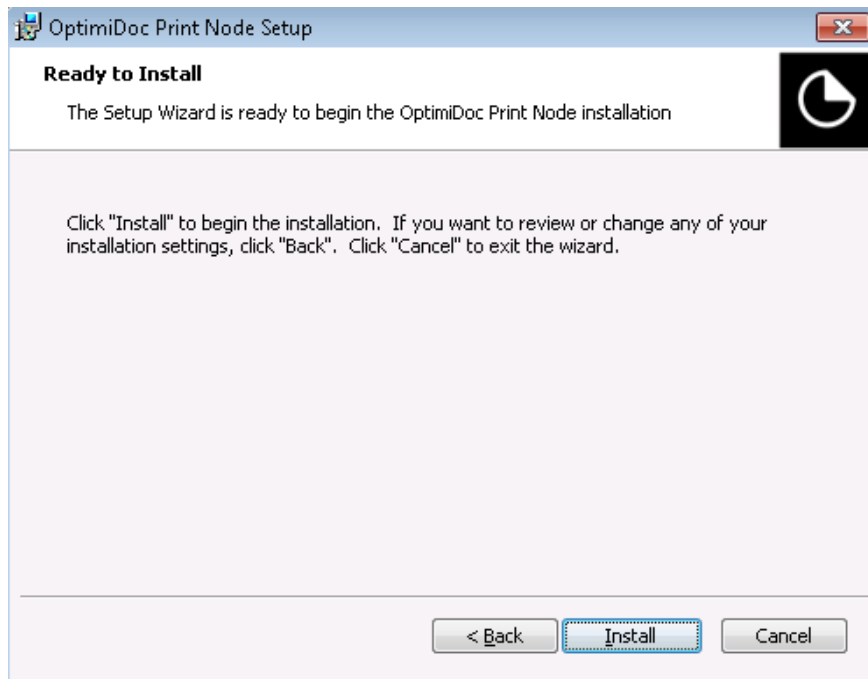 OptimiDoc Print Node Setup
Ready to Install
The Setup Wizard is ready to begin the OptimiDoc Print Node installation
Click "Install" to begin the installation.  If you want to review or change any of your
installation settings, click "Back".  Click "Cancel" to exit the wizard.
< Back Install Cancel